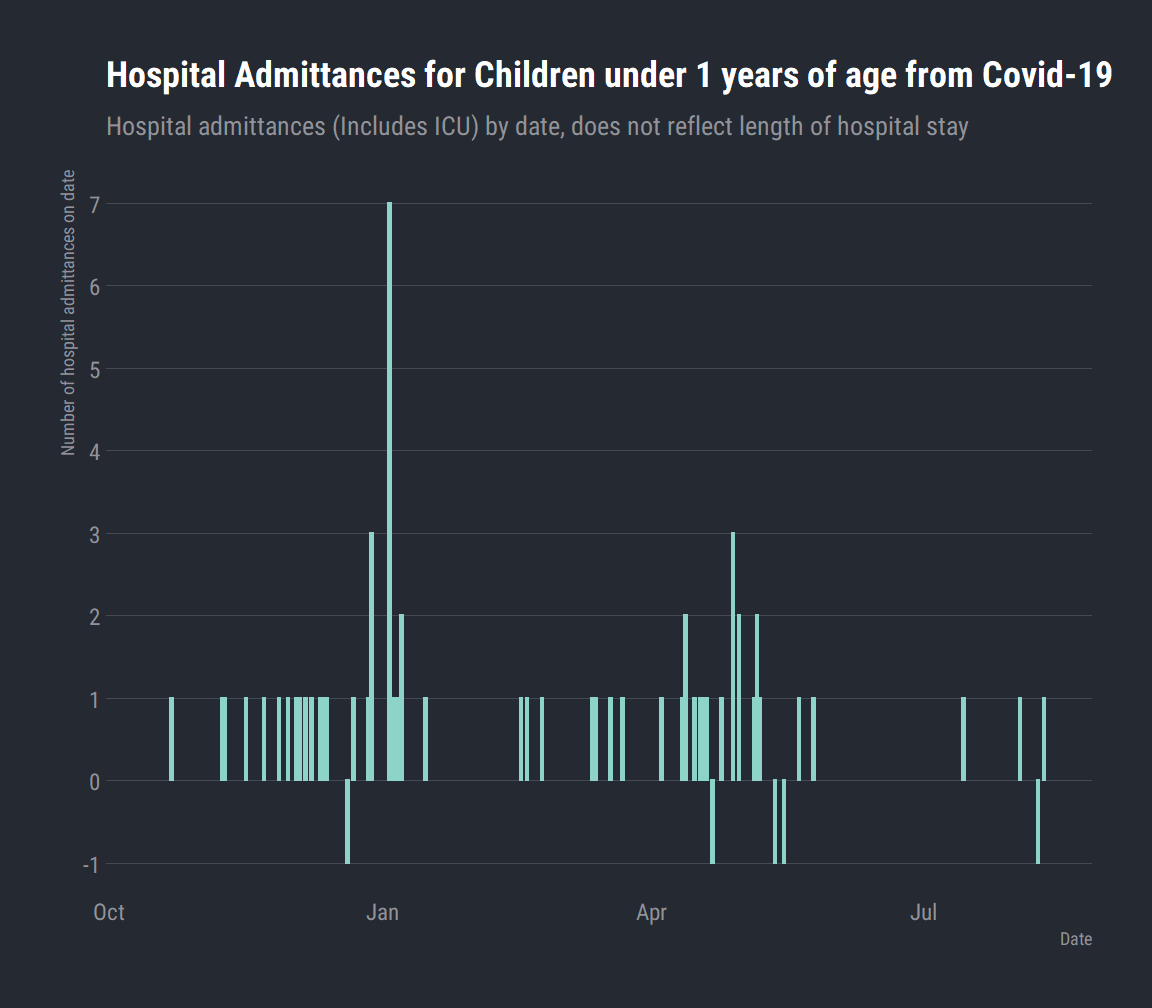 Hospital Admittances for Children under 1 years of age from Covid-19
Hospital admittances (Includes ICU) by date, does not reflect length of hospital stay
Number of hospital admittances on date
7
6
5
4
3
2
1
0
-1
Oct
Jan
Apr
Jul
Date